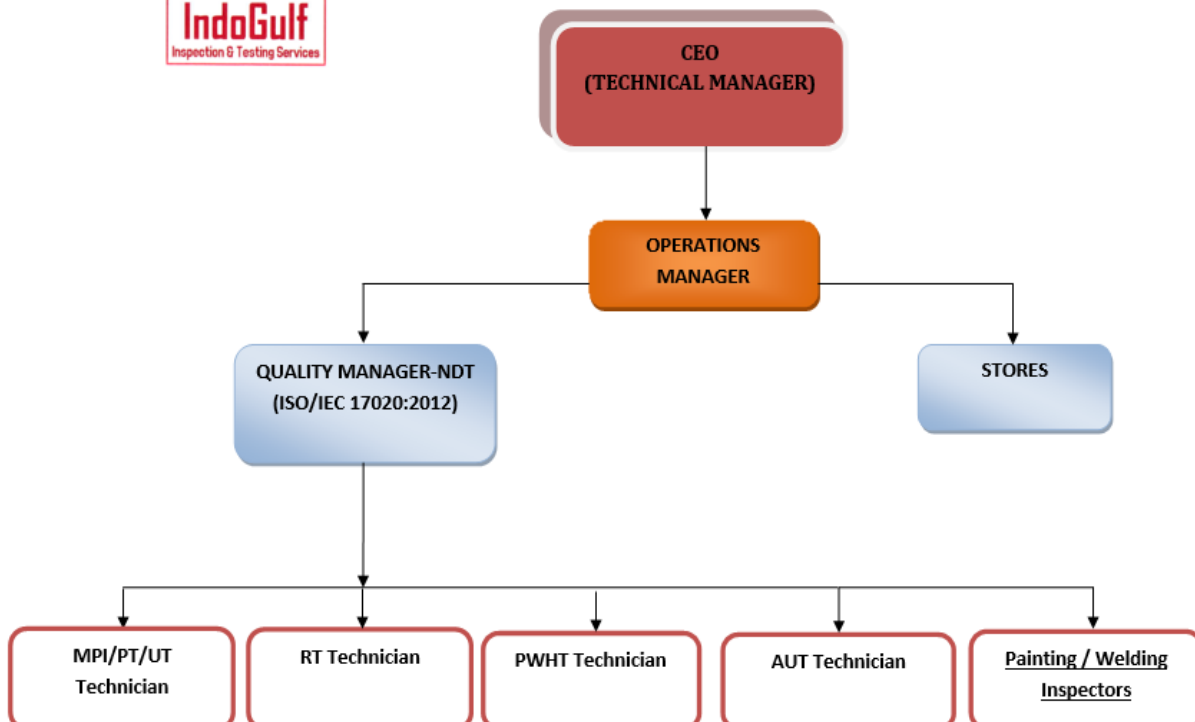 IndoGulf
Inspection & Testing Services
CEO
(TECHNICAL MANAGER)
OPERATIONS
MANAGER
QUALITY MANAGER-NDT
(ISO/IEC 17020:2012)
STORES
MPI/PT/UT
Technician
RT Technician
PWHT Technician
AUT Technician
Painting / Welding
Inspectors